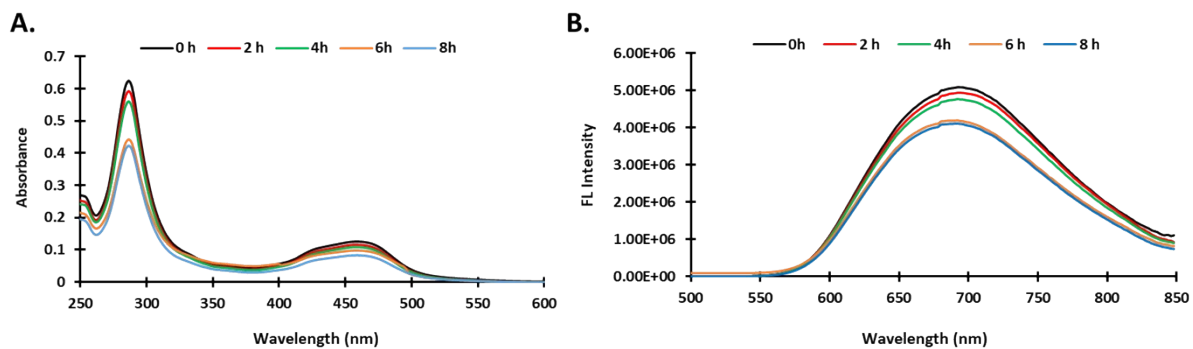 A.
0 h 2 h 4h 6h 8h
Absorbance
0.7
0.6
0.5
0.4
0.3
0.2
0.1
0
250 300 350 400 450 500 550 600
Wavelength (nm)
B.
0h 2 h 4h 6 h 8 h
FL Intensity
6.00E+06
5.00E+06
4.00E+06
3.00E+06
2.00E+06
1.00E+06
0.00E+00
500 550 600 650 700 750 800 850
Wavelength (nm)